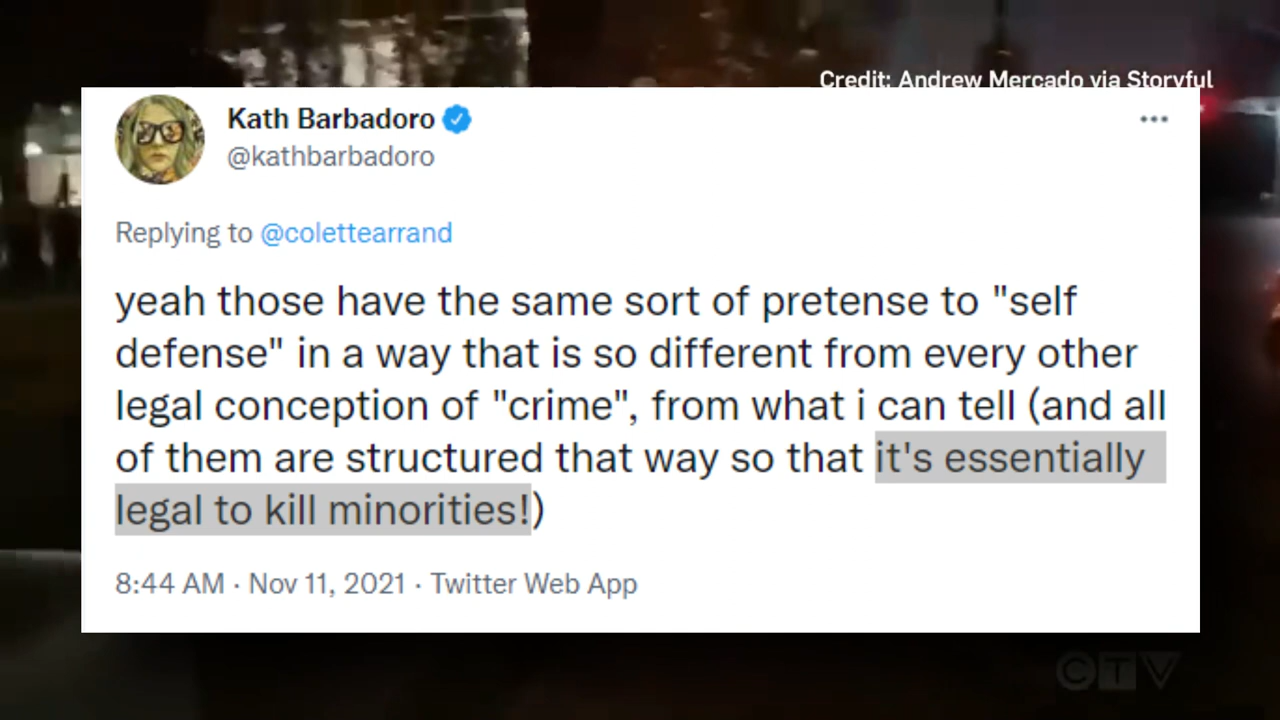 Credit: Andrew Mercado via Storyful
Kath Barbadoro
@kathbarbadoro
Replying to @colettearrand
yeah those have the same sort of pretense to "self
defense" in a way that is so different from every other
legal conception of "crime", from what i can tell (and all
of them are structured that way so that it's essentially
legal to kill minorities!)
8:44 AM · Nov 11, 2021 · Twitter Web App
CTV